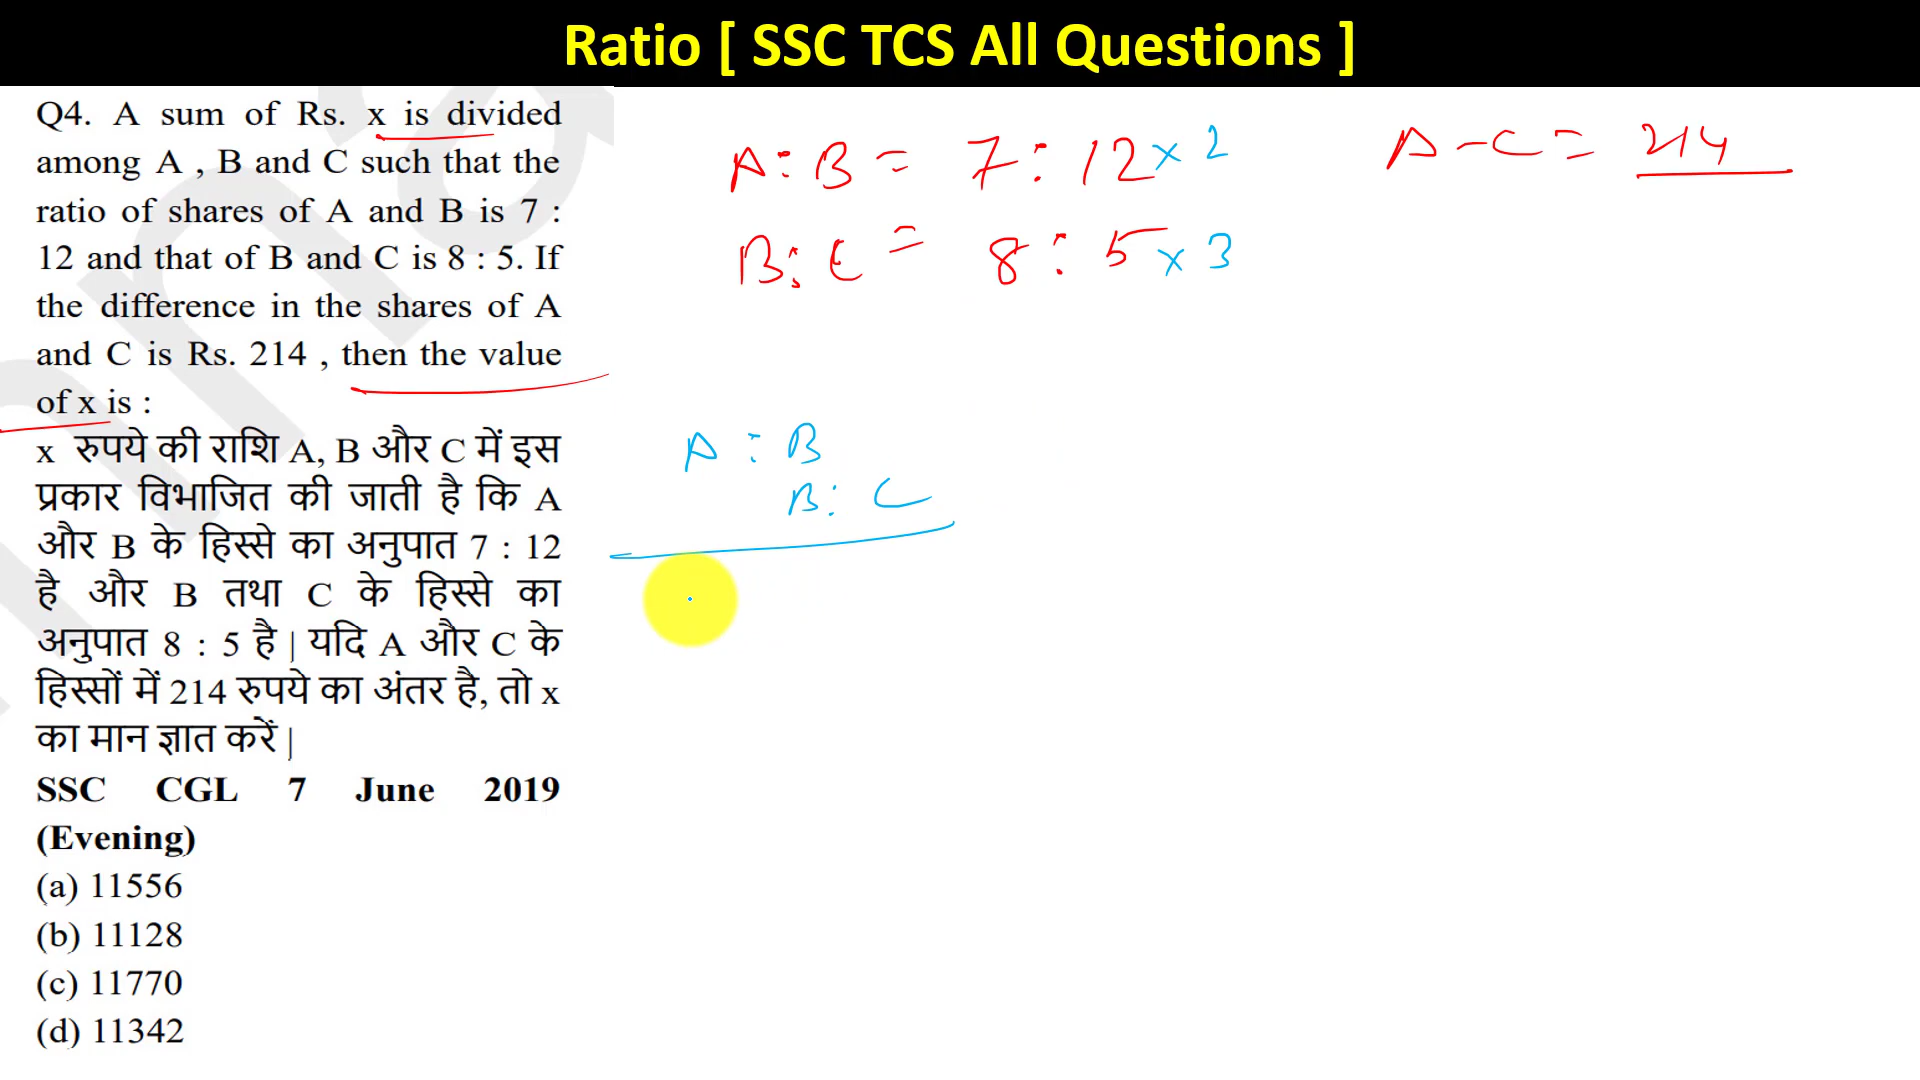 Ratio [ SSC TCS All Questions ]
Q4. A sum of Rs. x is divided
among A , B and C such that the
ratio of shares of A and B is 7 :
12 and that of B and C is 8 : 5. If
the difference in the shares of A
and C is Rs. 214 , then the value
of x is :
x रुपये की राशि A, B और C में इस
प्रकार विभाजित की जाती है कि A
और B के हिस्से का अनुपात 7 : 12
है और B तथा C के हिस्से का
अनुपात 8 : 5 है | यदि A और C के
हिस्सों में 214 रुपये का अंतर है, तो x
का मान ज्ञात करें |
SSC CGL 7 June 2019
(Evening)
(a) 11556
(b) 11128
(c) 11770
(d) 11342
A : B = 7 : 12 x 2
B : C = 8 : 5 x 3
A - C = 214
A : B
B : C